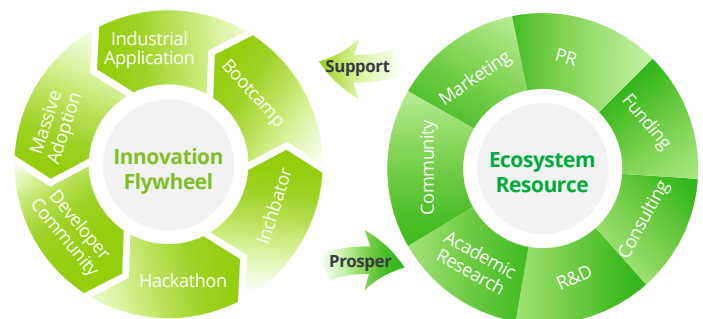 Industrial
Application
Bootcamp
Inchbator
Hackathon
Developer
Community
Massive
Adoption
Innovation
Flywheel
Support
Prosper
PR
Funding
Consulting
R&D
Academic
Research
Community
Marketing
Ecosystem
Resource